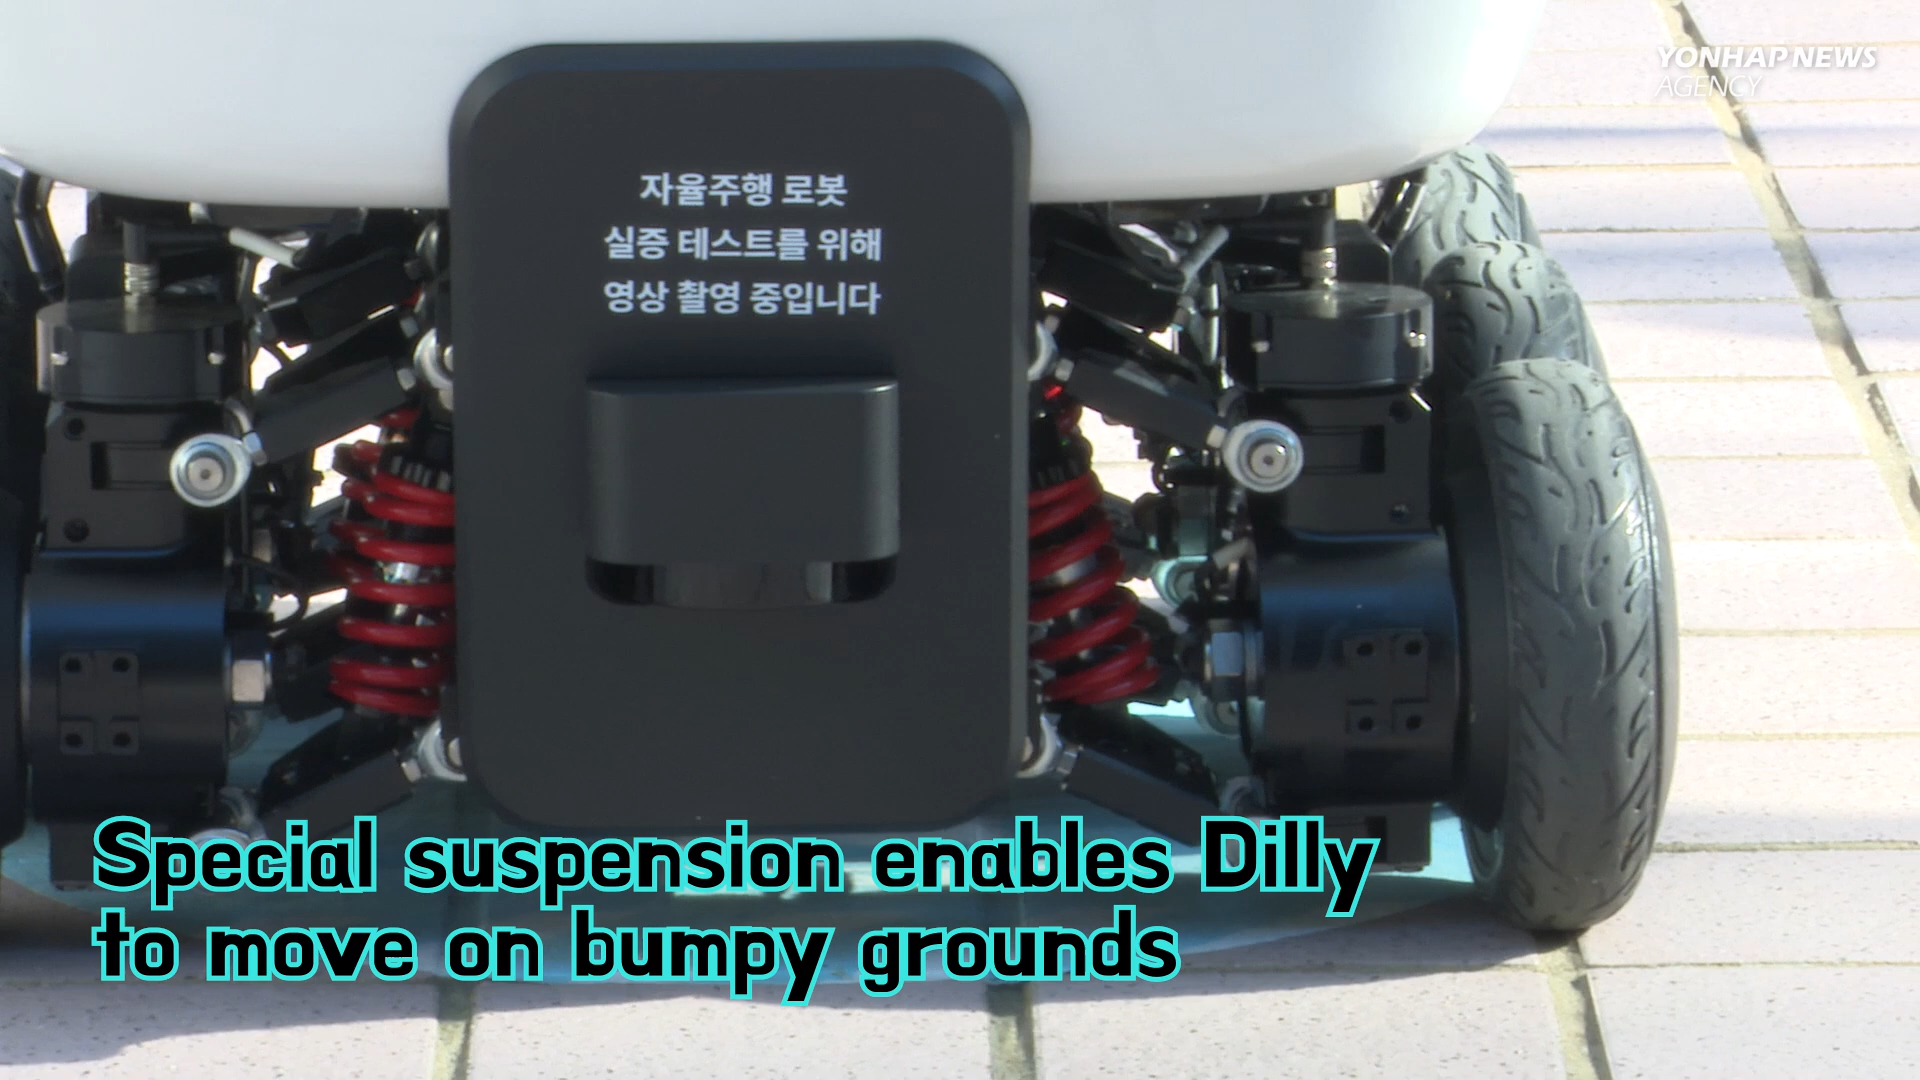 YONHAP NEWS
AGENCY
자율주행 로봇
실증 테스트를 위해
영상 촬영 중입니다
Special suspension enables Dilly
to move on bumpy grounds